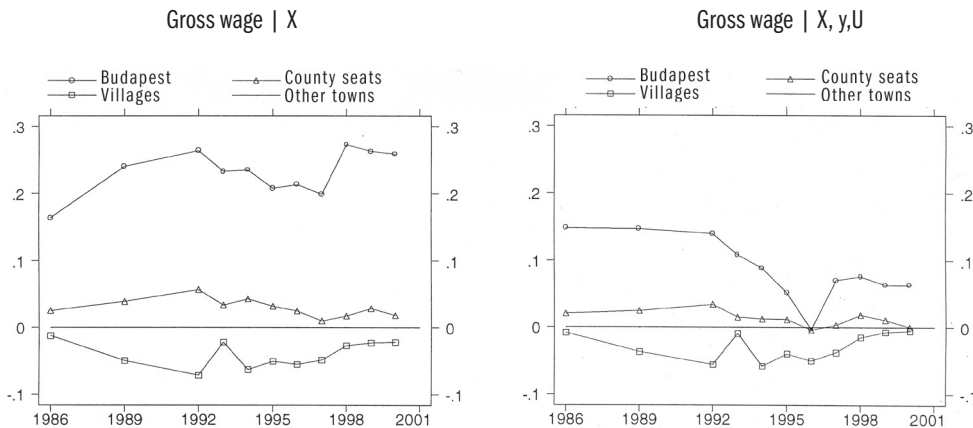 Gross wage | X
Budapest County seats
Villages Other towns
.3 .3
.2 .2
.1 .1
0 0
-.1 -.1
1986 1989 1992 1995 1998 2001
Gross wage | X, y,U
Budapest County seats
Villages Other towns
.3 .3
.2 .2
.1 .1
0 0
-.1 -.1
1986 1989 1992 1995 1998 2001